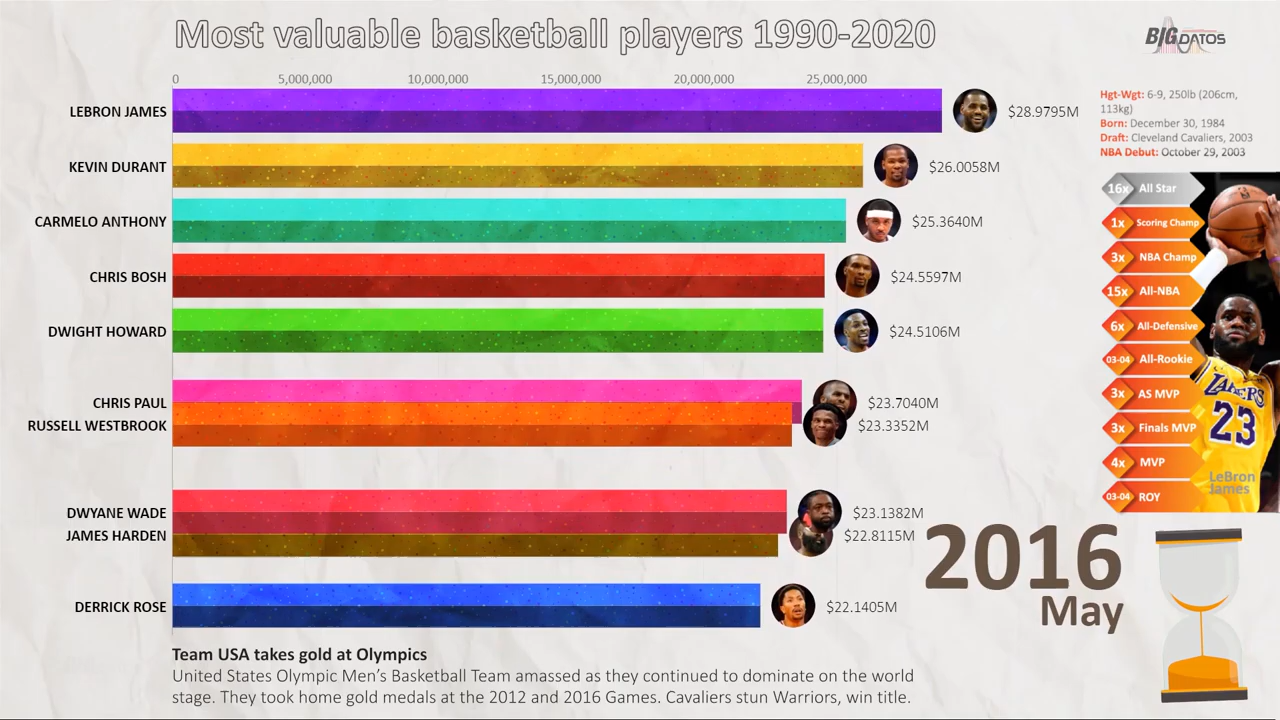 Most valuable basketball players 1990-2020
BIGDATOS
0 5,000,000 10,000,000 15,000,000 20,000,000 25,000,000
LEBRON JAMES $28.9795M
KEVIN DURANT $26.0058M
CARMELO ANTHONY $25.3640M
CHRIS BOSH $24.5597M
DWIGHT HOWARD $24.5106M
CHRIS PAUL $23.7040M
RUSSELL WESTBROOK $23.3352M
DWYANE WADE $23.1382M
JAMES HARDEN $22.8115M
DERRICK ROSE $22.1405M
Hgt-Wgt: 6-9, 250lb (206cm,
113kg)
Born: December 30, 1984
Draft: Cleveland Cavaliers, 2003
NBA Debut: October 29, 2003
16x All Star
1x Scoring Champ
3x NBA Champ
15x All-NBA
6x All-Defensive
03-04 All-Rookie
3x AS MVP
3x Finals MVP
4x MVP
03-04 ROY
LAKERS
23
LeBron
James
2016
May
Team USA takes gold at Olympics
United States Olympic Men's Basketball Team amassed as they continued to dominate on the world
stage. They took home gold medals at the 2012 and 2016 Games. Cavaliers stun Warriors, win title.